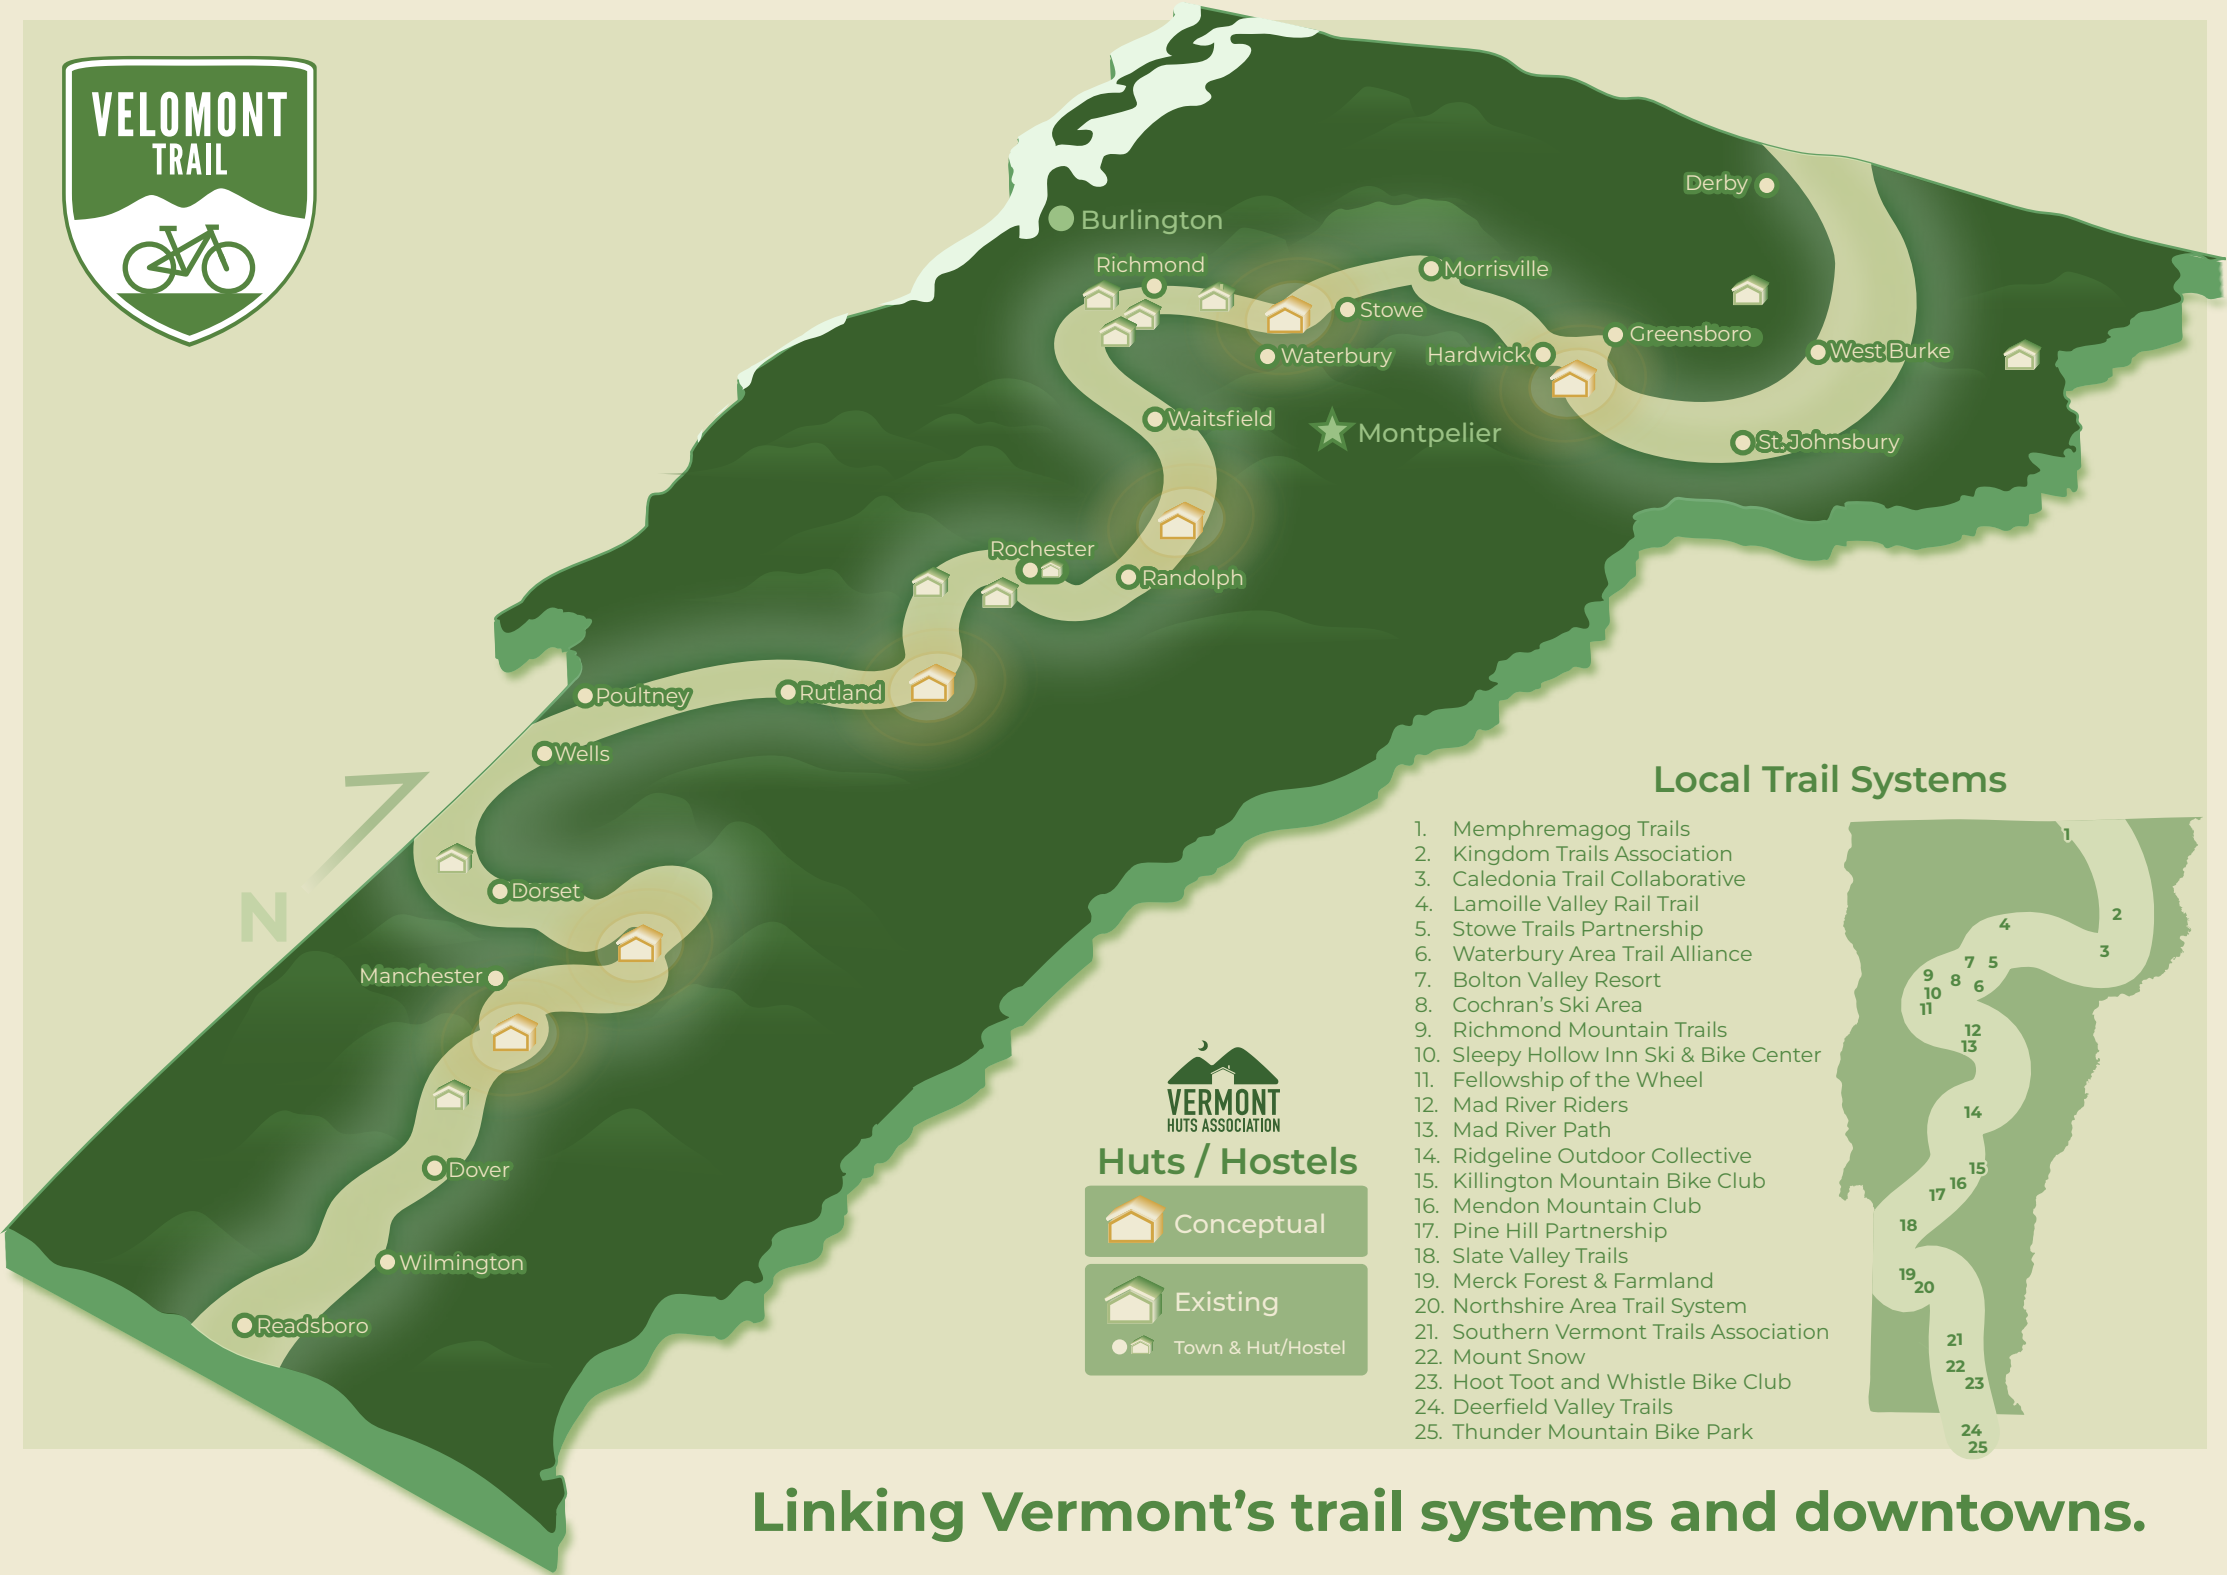 VELOMONT
TRAIL
Derby
Burlington
Richmond
Morrisville
Stowe
Greensboro
Waterbury
Hardwick
West Burke
Waitsfield
Montpelier
St. Johnsbury
Rochester
Randolph
Poultney
Rutland
Wells
N
Dorset
Manchester
Dover
Wilmington
Readsboro
VERMONT
HUTS ASSOCIATION
Huts / Hostels
Conceptual
Existing
Town & Hut/Hostel
Local Trail Systems
1. Memphremagog Trails
2. Kingdom Trails Association
3. Caledonia Trail Collaborative
4. Lamoille Valley Rail Trail
5. Stowe Trails Partnership
6. Waterbury Area Trail Alliance
7. Bolton Valley Resort
8. Cochran’s Ski Area
9. Richmond Mountain Trails
10. Sleepy Hollow Inn Ski & Bike Center
11. Fellowship of the Wheel
12. Mad River Riders
13. Mad River Path
14. Ridgeline Outdoor Collective
15. Killington Mountain Bike Club
16. Mendon Mountain Club
17. Pine Hill Partnership
18. Slate Valley Trails
19. Merck Forest & Farmland
20. Northshire Area Trail System
21. Southern Vermont Trails Association
22. Mount Snow
23. Hoot Toot and Whistle Bike Club
24. Deerfield Valley Trails
25. Thunder Mountain Bike Park
1
2
4
3
7 5
9 8 6
10
11
12
13
14
15
16
17
18
19
20
21
22
23
24
25
Linking Vermont’s trail systems and downtowns.